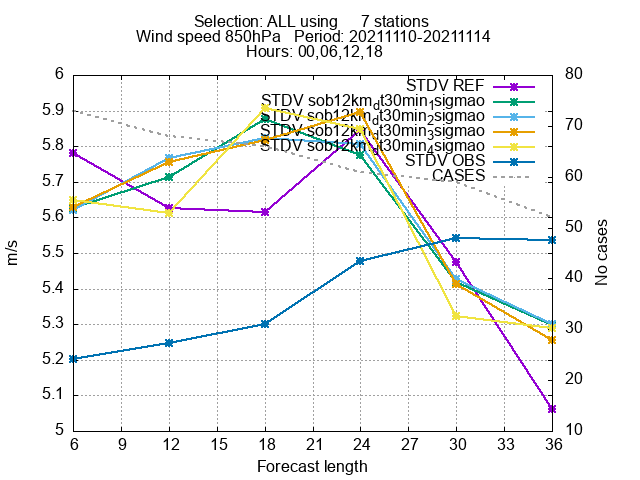 Selection: ALL using 7 stations
Wind speed 850hPa Period: 20211110-20211114
Hours: 00,06,12,18
6
5.9
5.8
5.7
5.6
5.5
5.4
5.3
5.2
5.1
5
80
70
60
50
40
30
20
10
m/s
No cases
STDV REF
STDV sob12km_dt30min_1sigmao
STDV sob12km_dt30min_2sigmao
STDV sob12km_dt30min_3sigmao
STDV sob12km_dt30min_4sigmao
STDV OBS
CASES
6 9 12 15 18 21 24 27 30 33 36
Forecast length